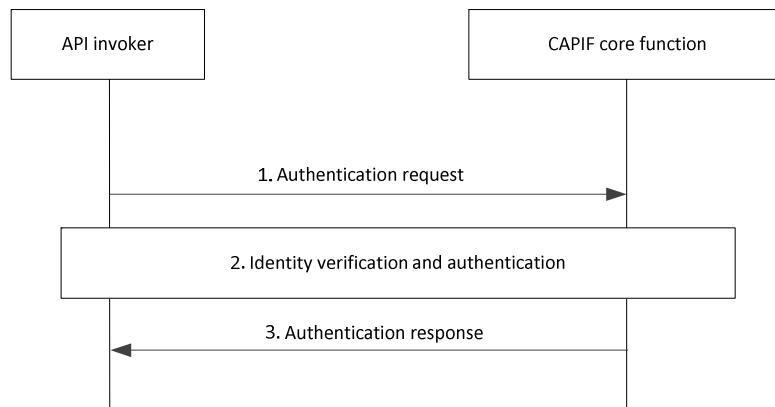 API invoker
CAPIF core function
1. Authentication request
2. Identity verification and authentication
3. Authentication response